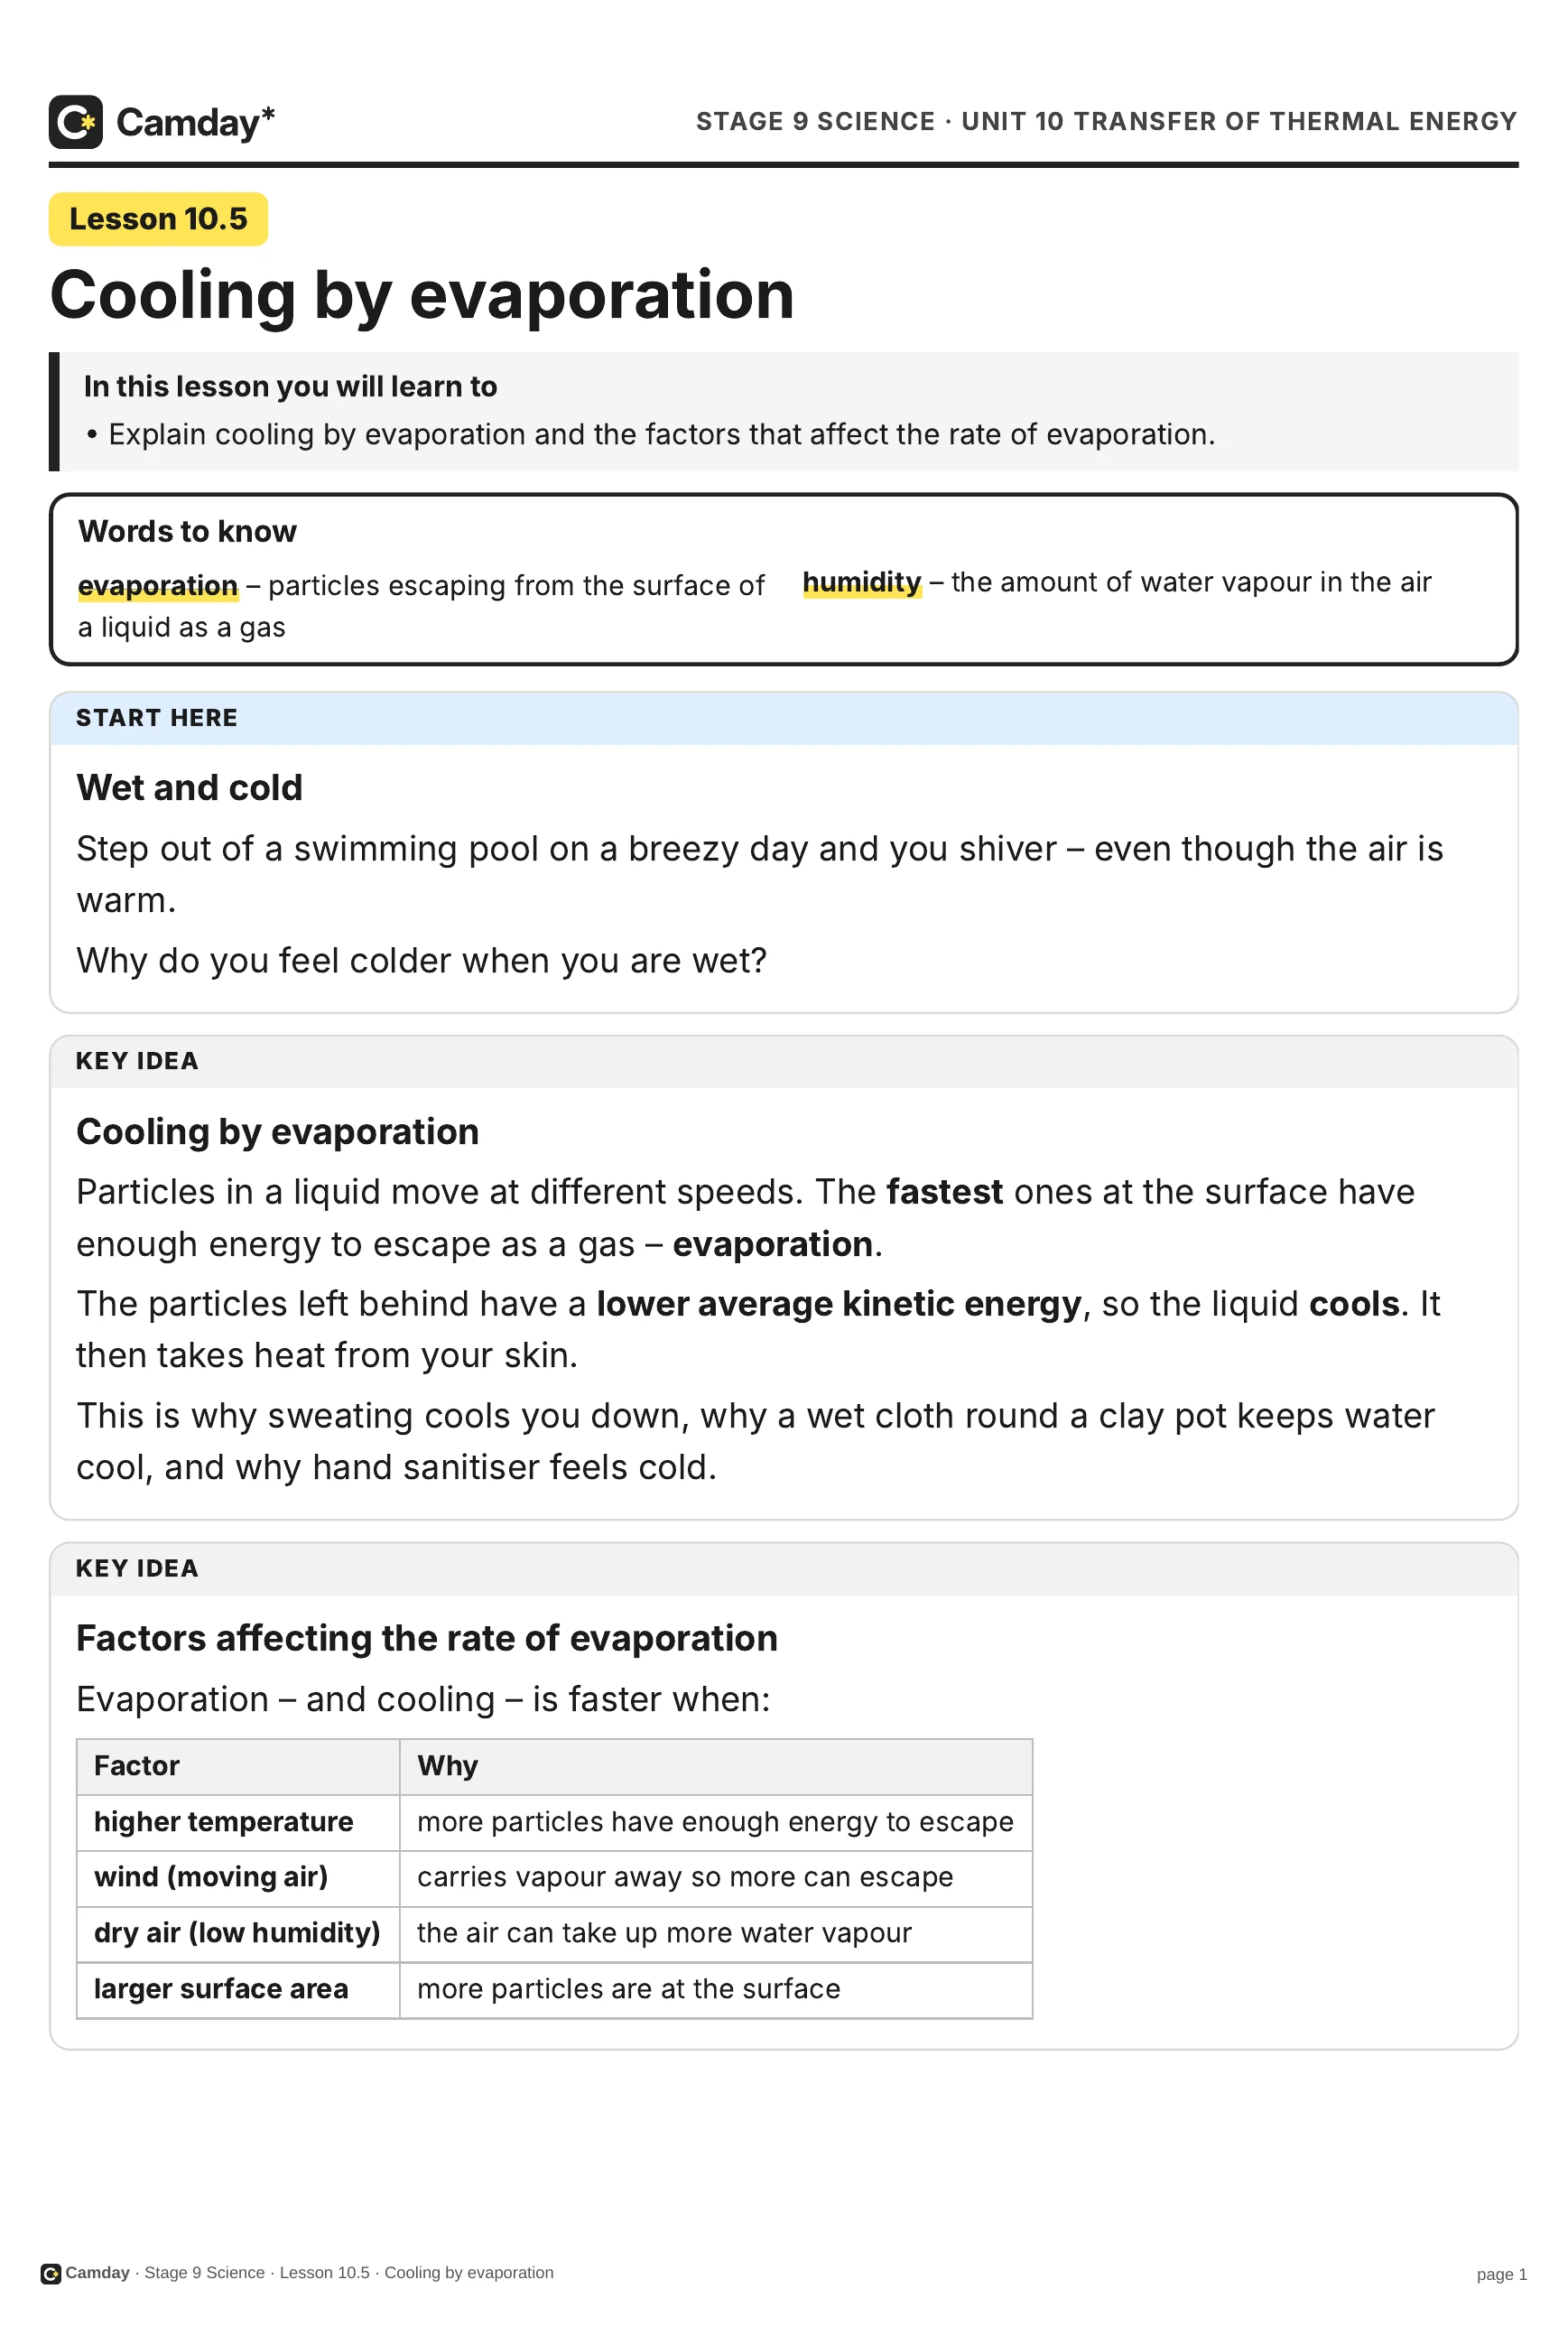 Camday*
STAGE 9 SCIENCE · UNIT 10 TRANSFER OF THERMAL ENERGY
Lesson 10.5
Cooling by evaporation
In this lesson you will learn to
• Explain cooling by evaporation and the factors that affect the rate of evaporation.
Words to know
evaporation – particles escaping from the surface of
a liquid as a gas
humidity – the amount of water vapour in the air
START HERE
Wet and cold
Step out of a swimming pool on a breezy day and you shiver – even though the air is
warm.
Why do you feel colder when you are wet?
KEY IDEA
Cooling by evaporation
Particles in a liquid move at different speeds. The fastest ones at the surface have
enough energy to escape as a gas – evaporation.
The particles left behind have a lower average kinetic energy, so the liquid cools. It
then takes heat from your skin.
This is why sweating cools you down, why a wet cloth round a clay pot keeps water
cool, and why hand sanitiser feels cold.
KEY IDEA
Factors affecting the rate of evaporation
Evaporation – and cooling – is faster when:
Factor Why
higher temperature more particles have enough energy to escape
wind (moving air) carries vapour away so more can escape
dry air (low humidity) the air can take up more water vapour
larger surface area more particles are at the surface
Camday · Stage 9 Science · Lesson 10.5 · Cooling by evaporation
page 1